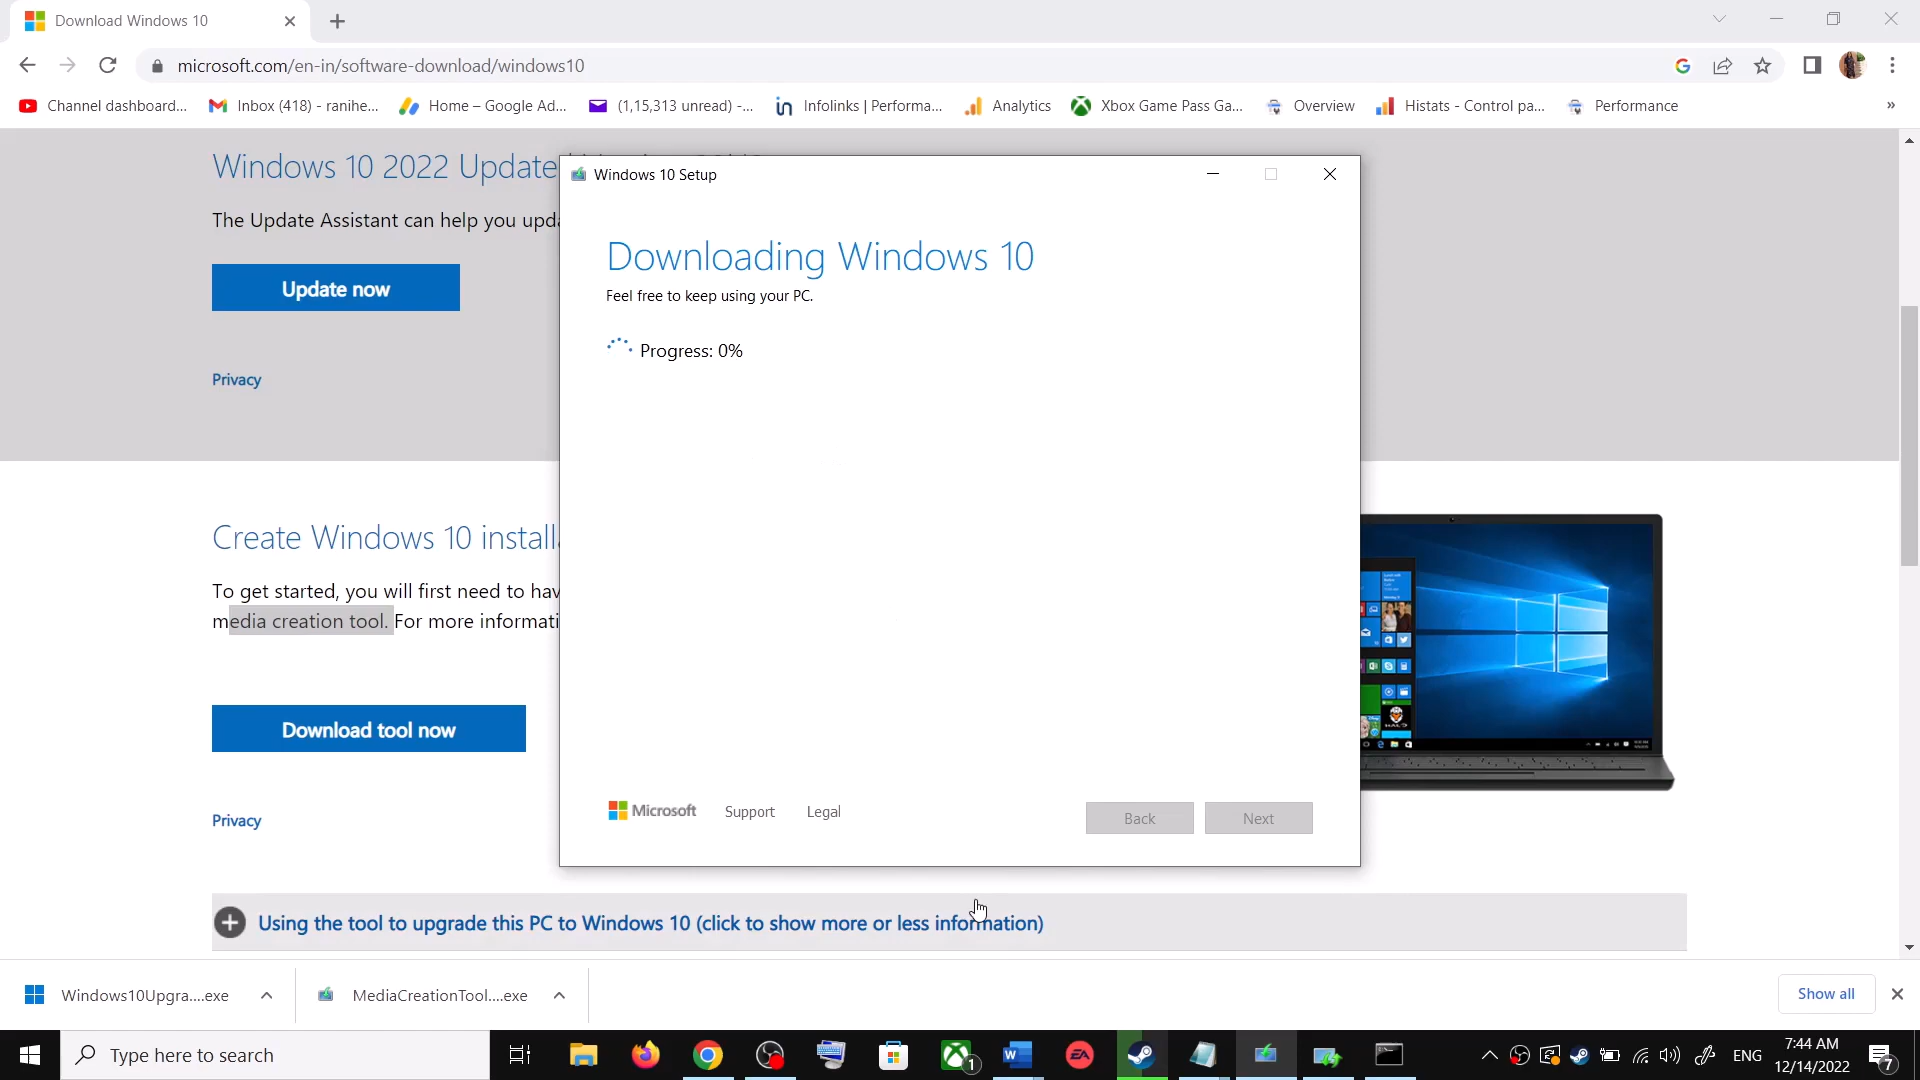 Download Windows 10
microsoft.com/en-in/software-download/windows10
Channel dashboard...
Inbox (418) - ranihe...
Home – Google Ad...
(1,15,313 unread) -...
Infolinks | Performa...
Analytics
Xbox Game Pass Ga...
Overview
Histats - Control pa...
Performance
»
Windows 10 2022 Update
The Update Assistant can help you upda
Update now
Privacy
Windows 10 Setup
Downloading Windows 10
Feel free to keep using your PC.
Progress: 0%
Microsoft
Support
Legal
Back
Next
Create Windows 10 installa
To get started, you will first need to hav
media creation tool. For more informati
Download tool now
Privacy
Using the tool to upgrade this PC to Windows 10 (click to show more or less information)
Windows10Upgra....exe
MediaCreationTool....exe
Show all
Type here to search
1
ENG
7:44 AM
12/14/2022
7